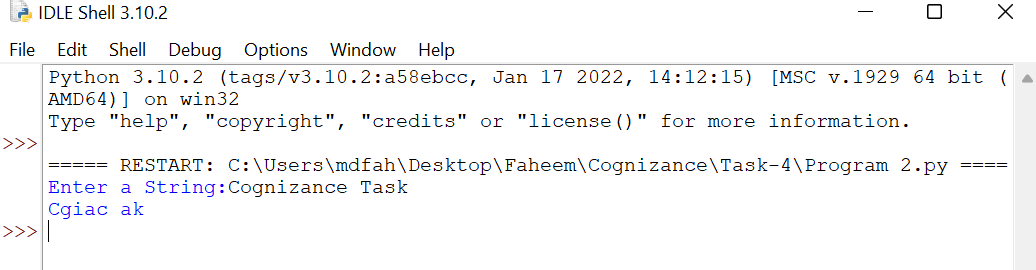 IDLE Shell 3.10.2
File Edit Shell Debug Options Window Help
Python 3.10.2 (tags/v3.10.2:a58ebcc, Jan 17 2022, 14:12:15) [MSC v.1929 64 bit (
AMD64)] on win32
Type "help", "copyright", "credits" or "license()" for more information.
>>>
===== RESTART: C:\Users\mdfah\Desktop\Faheem\Cognizance\Task-4\Program 2.py ====
Enter a String:Cognizance Task
Cgiac ak
>>>